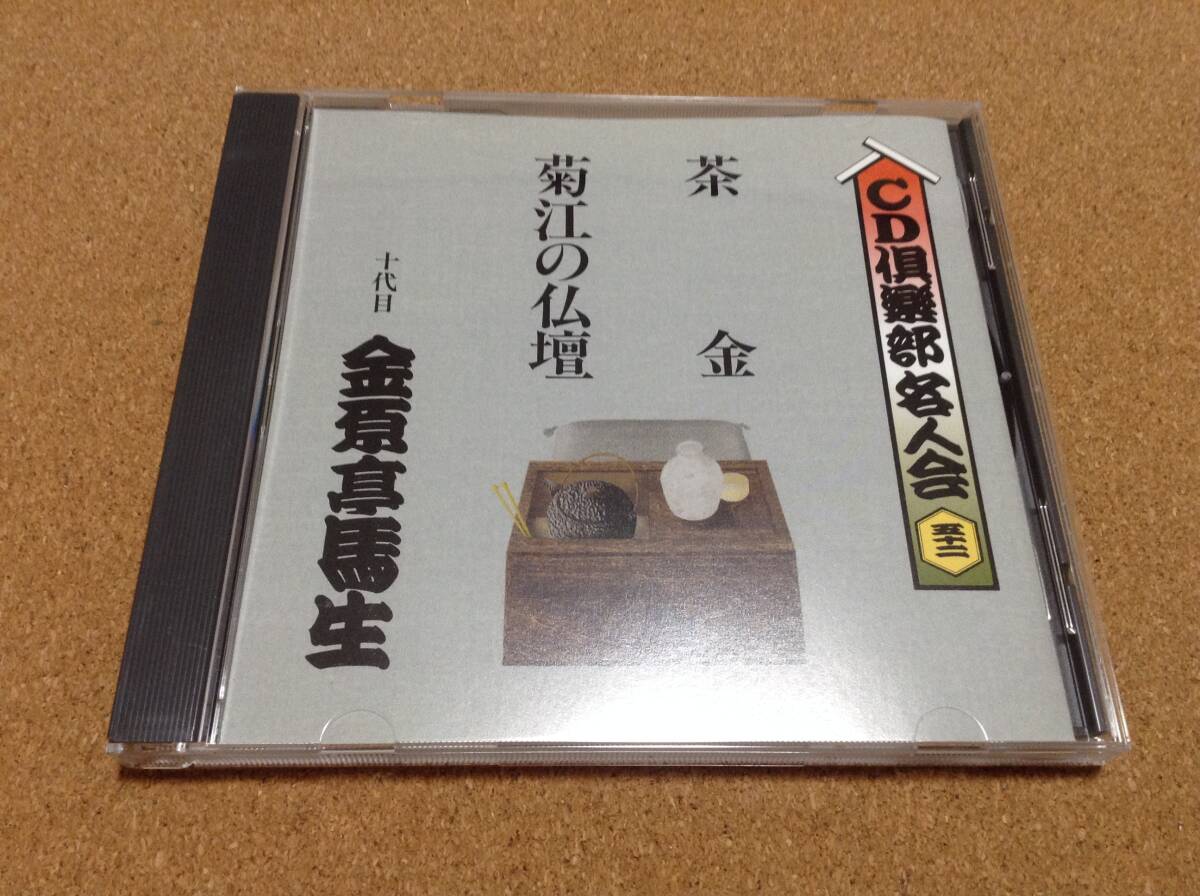 CD倶楽部名人会
五十二
茶金
菊江の仏壇
十代目
金原亭馬生